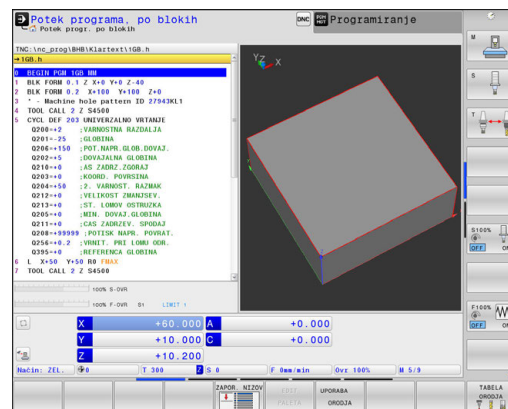 Potek programa, po blokih
Potek progr. po blokih
DNC
Programiranje
TNC:\nc_prog\BHB\Klartext\1GB.h
→1GB.h
0 BEGIN PGM 1GB MM
1 BLK FORM 0.1 Z X+0 Y+0 Z-40
2 BLK FORM 0.2 X+100 Y+100 Z+0
3 * - Machine hole pattern ID 27943KL1
4 TOOL CALL 2 Z S4500
5 CYCL DEF 203 UNIVERZALNO VRTANJE
Q200=+2 ;VARNOSTNA RAZDALJA
Q201=-25 ;GLOBINA
Q206=+150 ;POT.NAPR.GLOB.DOVAJ.
Q202=+5 ;DOVAJALNA GLOBINA
Q210=+0 ;AS ZADRZ.ZGORAJ
Q203=+0 ;KOORD. POVRSINA
Q204=+50 ;2. VARNOST. RAZMAK
Q212=+0 ;VELIKOST ZMANJSEV.
Q213=+0 ;ST. LOMOV OSTRUZKA
Q205=+0 ;MIN. DOVAJ.GLOBINA
Q211=+0 ;CAS ZADRZEV. SPODAJ
Q208=+99999 ;POTISK NAPR. POVRAT.
Q256=+0.2 ;VRNIT. PRI LOMU ODR.
Q395=+0 ;REFERENCA GLOBINA
6 L X+50 Y+50 R0 FMAX
7 TOOL CALL 2 Z S4500
Y Z
X
100% S-OVR
100% F-OVR S1 LIMIT 1
X +60.000 A +0.000
Y +10.000 C +0.000
Z +10.200
Način: ŽEL. 0 T 300 Z S 0 F 0mm/min Ovr 100% M 5/9
ZAPOR. NIZOV
EDIT PALETA
UPORABA ORODJA
TABELA ORODJA
M
S
T
S100%
OFF ON
F100%
OFF ON